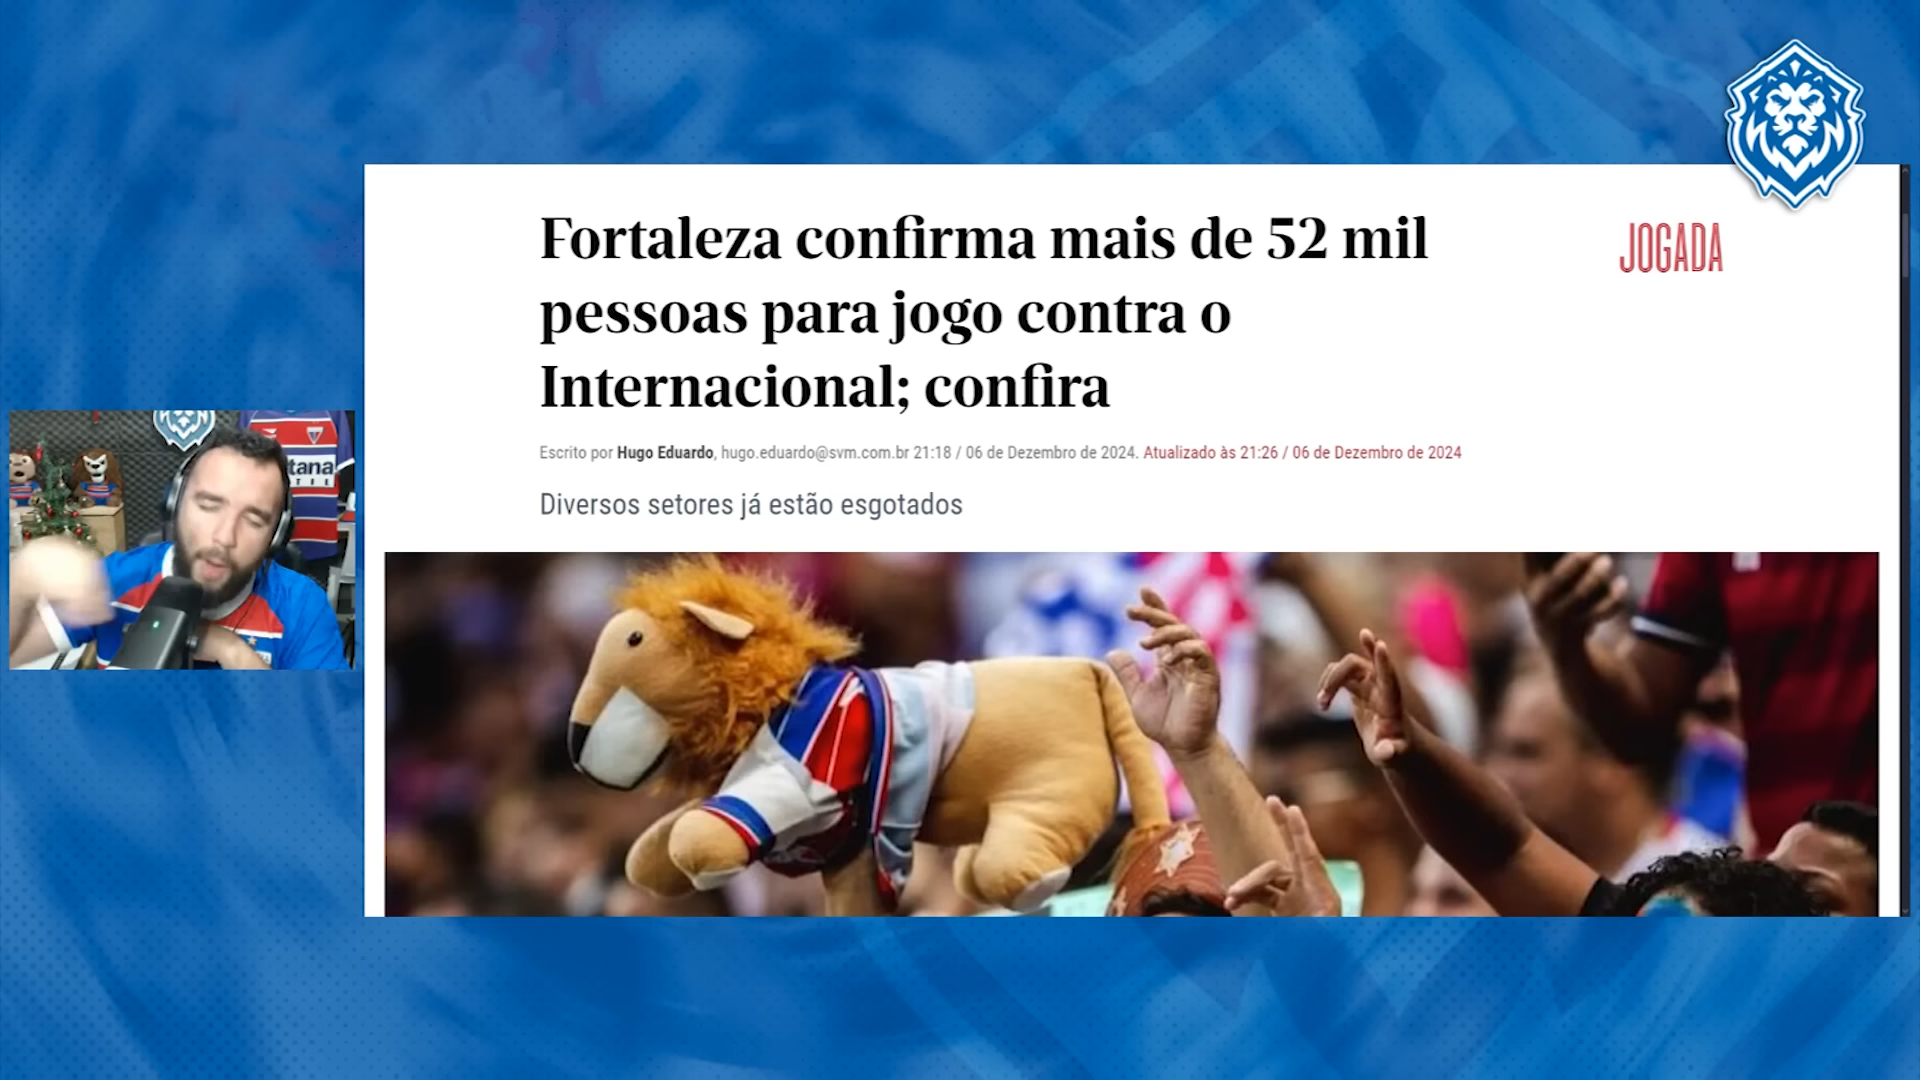 Fortaleza confirma mais de 52 mil
pessoas para jogo contra o
Internacional; confira
JOGADA
Escrito por Hugo Eduardo, hugo.eduardo@svm.com.br 21:18 / 06 de Dezembro de 2024. Atualizado às 21:26 / 06 de Dezembro de 2024
Diversos setores já estão esgotados
tana